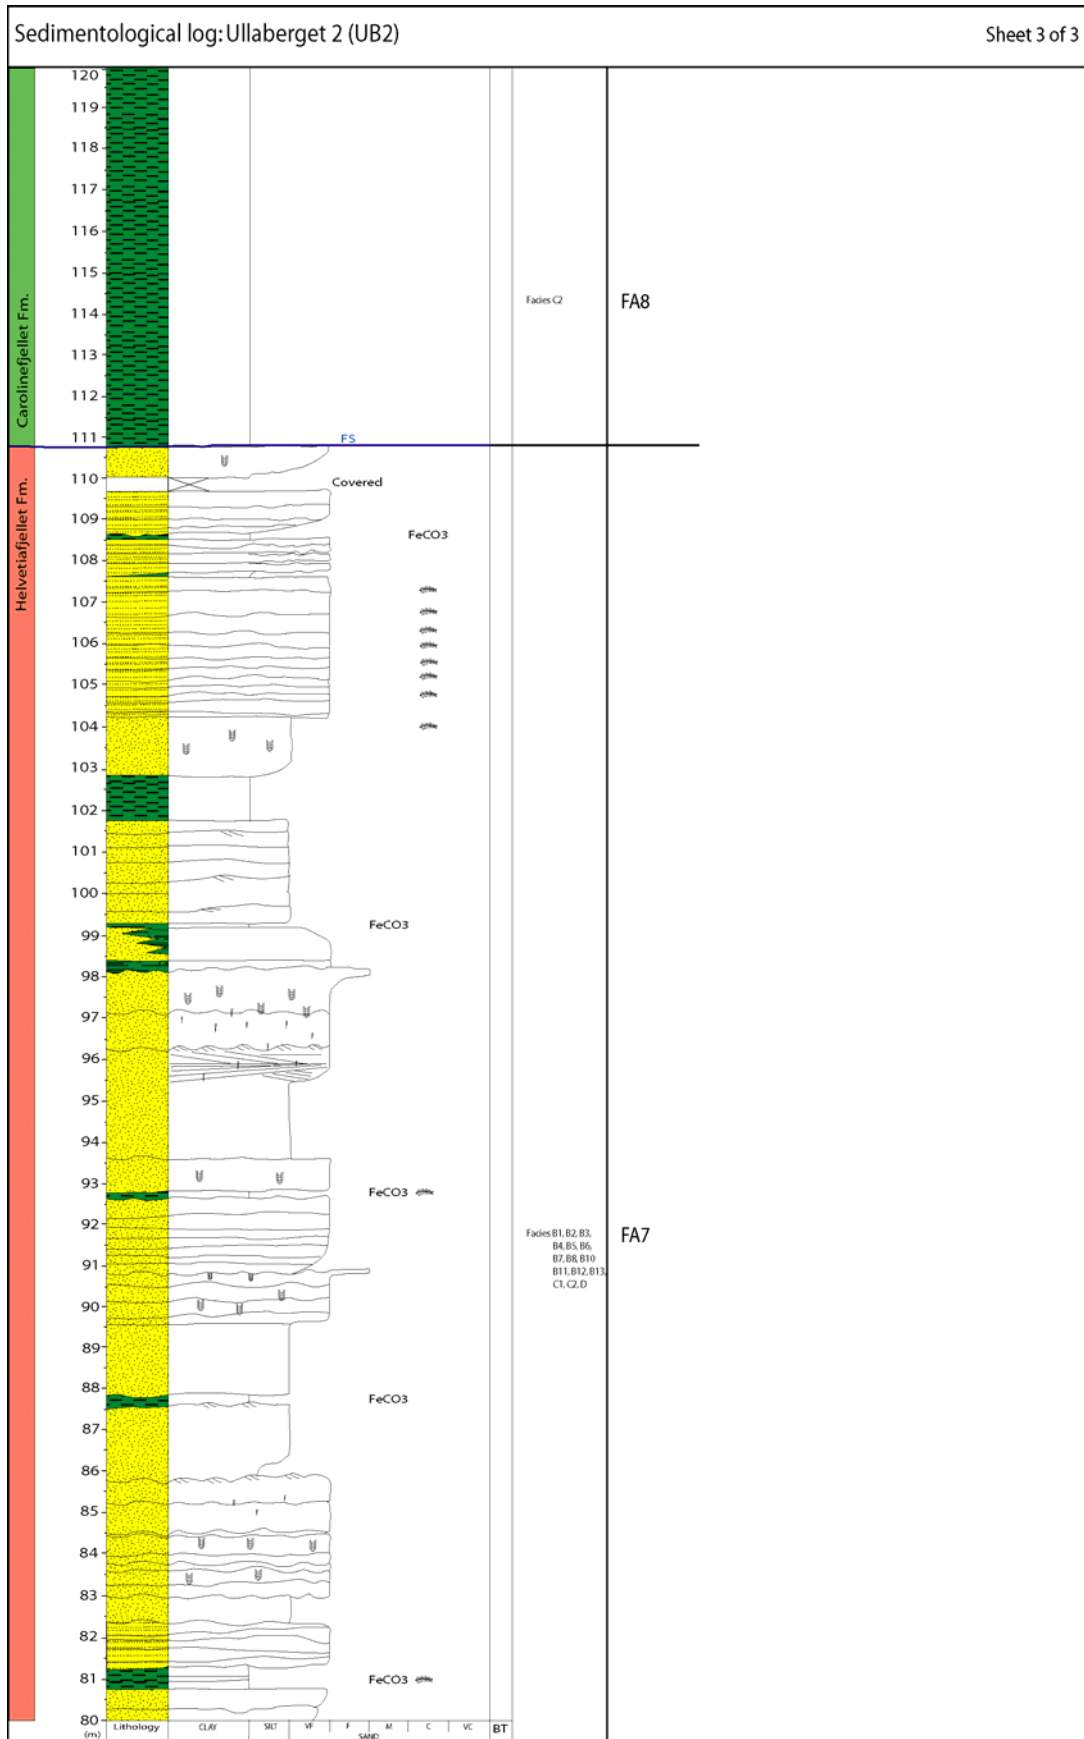 Sedimentological log: Ullaberget 2 (UB2)
Sheet 3 of 3
Carolinefjellet Fm.
Helvetiafjellet Fm.
120
119
118
117
116
115
114
113
112
111
110
109
108
107
106
105
104
103
102
101
100
99
98
97
96
95
94
93
92
91
90
89
88
87
86
85
84
83
82
81
80
(m)
Facies C2
FA8
FS
Covered
FeCO3
FeCO3
FeCO3
Facies B1, B2, B3,
B4, B5, B6,
B7, B8, B10
B11, B12, B13,
C1, C2, D
FA7
FeCO3
FeCO3
Lithology
CLAY
SILT
VF
F
M
C
VC
BT
SAND